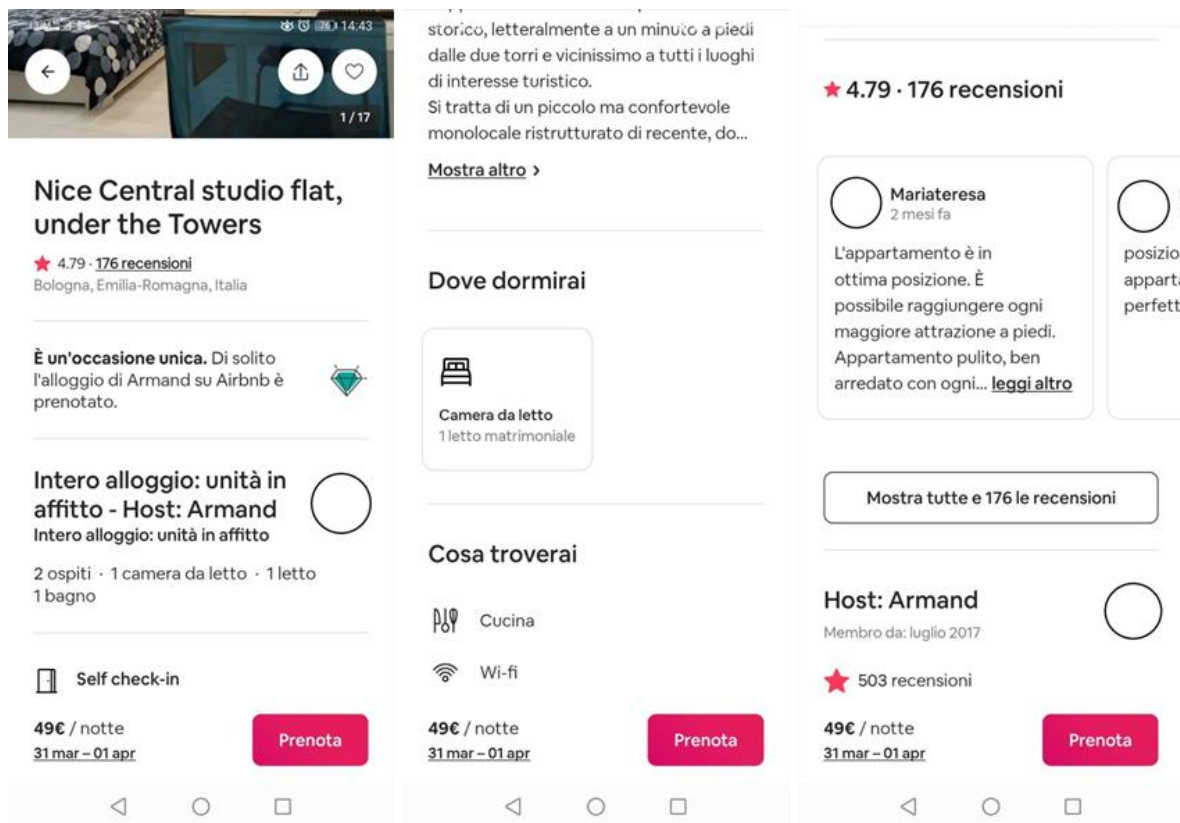 14:43
1 / 17
Nice Central studio flat,
under the Towers
4.79 · 176 recensioni
Bologna, Emilia-Romagna, Italia
È un'occasione unica. Di solito
l'alloggio di Armand su Airbnb è
prenotato.
Intero alloggio: unità in
affitto - Host: Armand
Intero alloggio: unità in affitto
2 ospiti · 1 camera da letto · 1 letto
1 bagno
Self check-in
49€ / notte
31 mar – 01 apr
Prenota
storico, letteralmente a un minuto a piedi
dalle due torri e vicinissimo a tutti i luoghi
di interesse turistico.
Si tratta di un piccolo ma confortevole
monolocale ristrutturato di recente, do...
Mostra altro >
Dove dormirai
Camera da letto
1 letto matrimoniale
Cosa troverai
Cucina
Wi-fi
49€ / notte
31 mar – 01 apr
Prenota
4.79 · 176 recensioni
Mariateresa
2 mesi fa
L'appartamento è in
ottima posizione. È
possibile raggiungere ogni
maggiore attrazione a piedi.
Appartamento pulito, ben
arredato con ogni... leggi altro
posizio
apparta
perfett
Mostra tutte e 176 le recensioni
Host: Armand
Membro da: luglio 2017
503 recensioni
49€ / notte
31 mar – 01 apr
Prenota